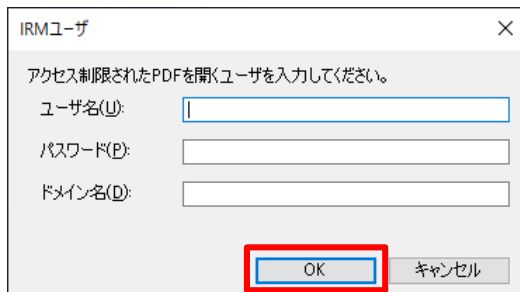 IRMユーザ
アクセス制限されたPDFを開くユーザを入力してください。
ユーザ名(U):
パスワード(P):
ドメイン名(D):
OK キャンセル